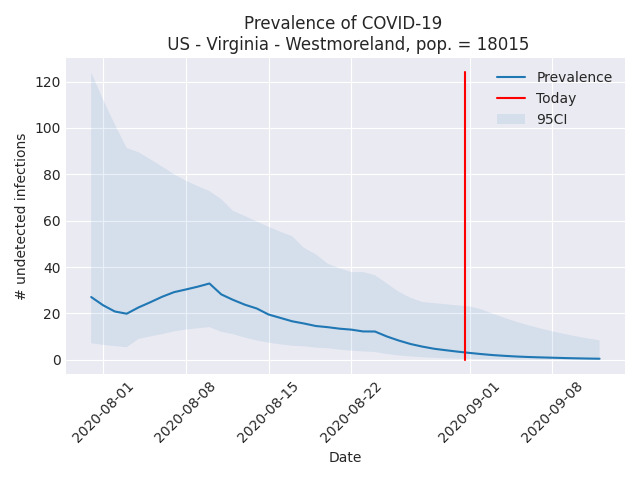 Prevalence of COVID-19
US - Virginia - Westmoreland, pop. = 18015
Prevalence
Today
95CI
# undetected infections
120
100
80
60
40
20
0
2020-08-01
2020-08-08
2020-08-15
2020-08-22
2020-09-01
2020-09-08
Date